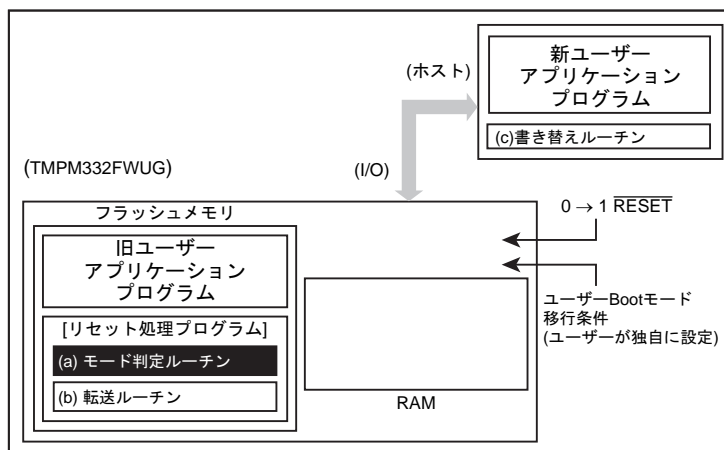 (ホスト)
新ユーザー
アプリケーション
プログラム
(c)書き替えルーチン
(TMPM332FWUG)
(I/O)
フラッシュメモリ
旧ユーザー
アプリケーション
プログラム
[リセット処理プログラム]
(a) モード判定ルーチン
(b) 転送ルーチン
RAM
0 → 1 RESET
ユーザーBootモード
移行条件
(ユーザーが独自に設定)